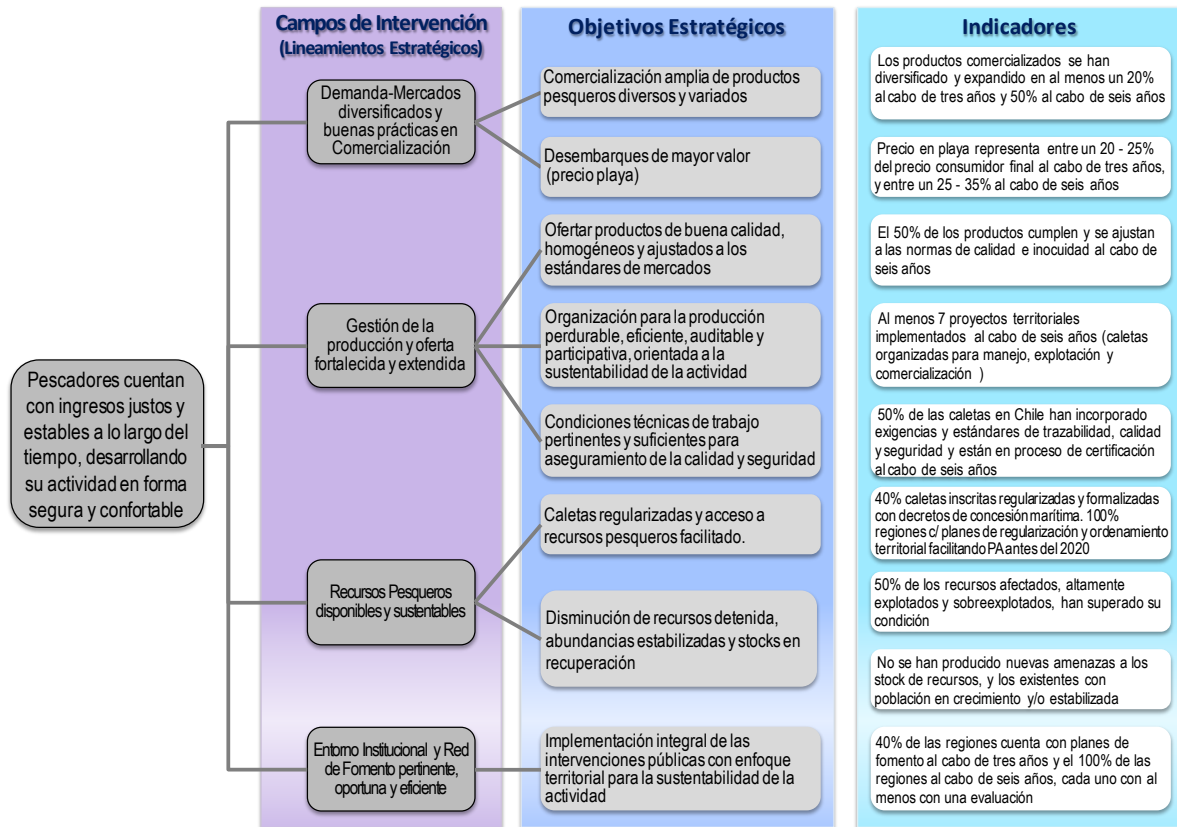 Campos de Intervención
(Lineamientos Estratégicos)
Objetivos Estratégicos
Indicadores
Pescadores cuentan
con ingresos justos y
estables a lo largo del
tiempo, desarrollando
su actividad en forma
segura y confortable
Demanda-Mercados
diversificados y
buenas prácticas en
Comercialización
Comercialización amplia de productos
pesqueros diversos y variados
Los productos comercializados se han
diversificado y expandido en al menos un 20%
al cabo de tres años y 50% al cabo de seis años
Desembarques de mayor valor
(precio playa)
Precio en playa representa entre un 20 - 25%
del precio consumidor final al cabo de tres años,
y entre un 25 - 35% al cabo de seis años
Gestión de la
producción y oferta
fortalecida y extendida
Ofertar productos de buena calidad,
homogéneos y ajustados a los
estándares de mercados
El 50% de los productos cumplen y se ajustan
a las normas de calidad e inocuidad al cabo de
seis años
Organización para la producción
perdurable, eficiente, auditable y
participativa, orientada a la
sustentabilidad de la actividad
Al menos 7 proyectos territoriales
implementados al cabo de seis años (caletas
organizadas para manejo, explotación y
comercialización )
Condiciones técnicas de trabajo
pertinentes y suficientes para
aseguramiento de la calidad y seguridad
50% de las caletas en Chile han incorporado
exigencias y estándares de trazabilidad, calidad
y seguridad y están en proceso de certificación
al cabo de seis años
Recursos Pesqueros
disponibles y sustentables
Caletas regularizadas y acceso a
recursos pesqueros facilitado.
40% caletas inscritas regularizadas y formalizadas
con decretos de concesión marítima. 100%
regiones c/ planes de regularización y ordenamiento
territorial facilitando PA antes del 2020
Disminución de recursos detenida,
abundancias estabilizadas y stocks en
recuperación
50% de los recursos afectados, altamente
explotados y sobreexplotados, han superado su
condición
No se han producido nuevas amenazas a los
stock de recursos, y los existentes con
población en crecimiento y/o estabilizada
Entorno Institucional y Red
de Fomento pertinente,
oportuna y eficiente
Implementación integral de las
intervenciones públicas con enfoque
territorial para la sustentabilidad de la
actividad
40% de las regiones cuenta con planes de
fomento al cabo de tres años y el 100% de las
regiones al cabo de seis años, cada uno con al
menos con una evaluación